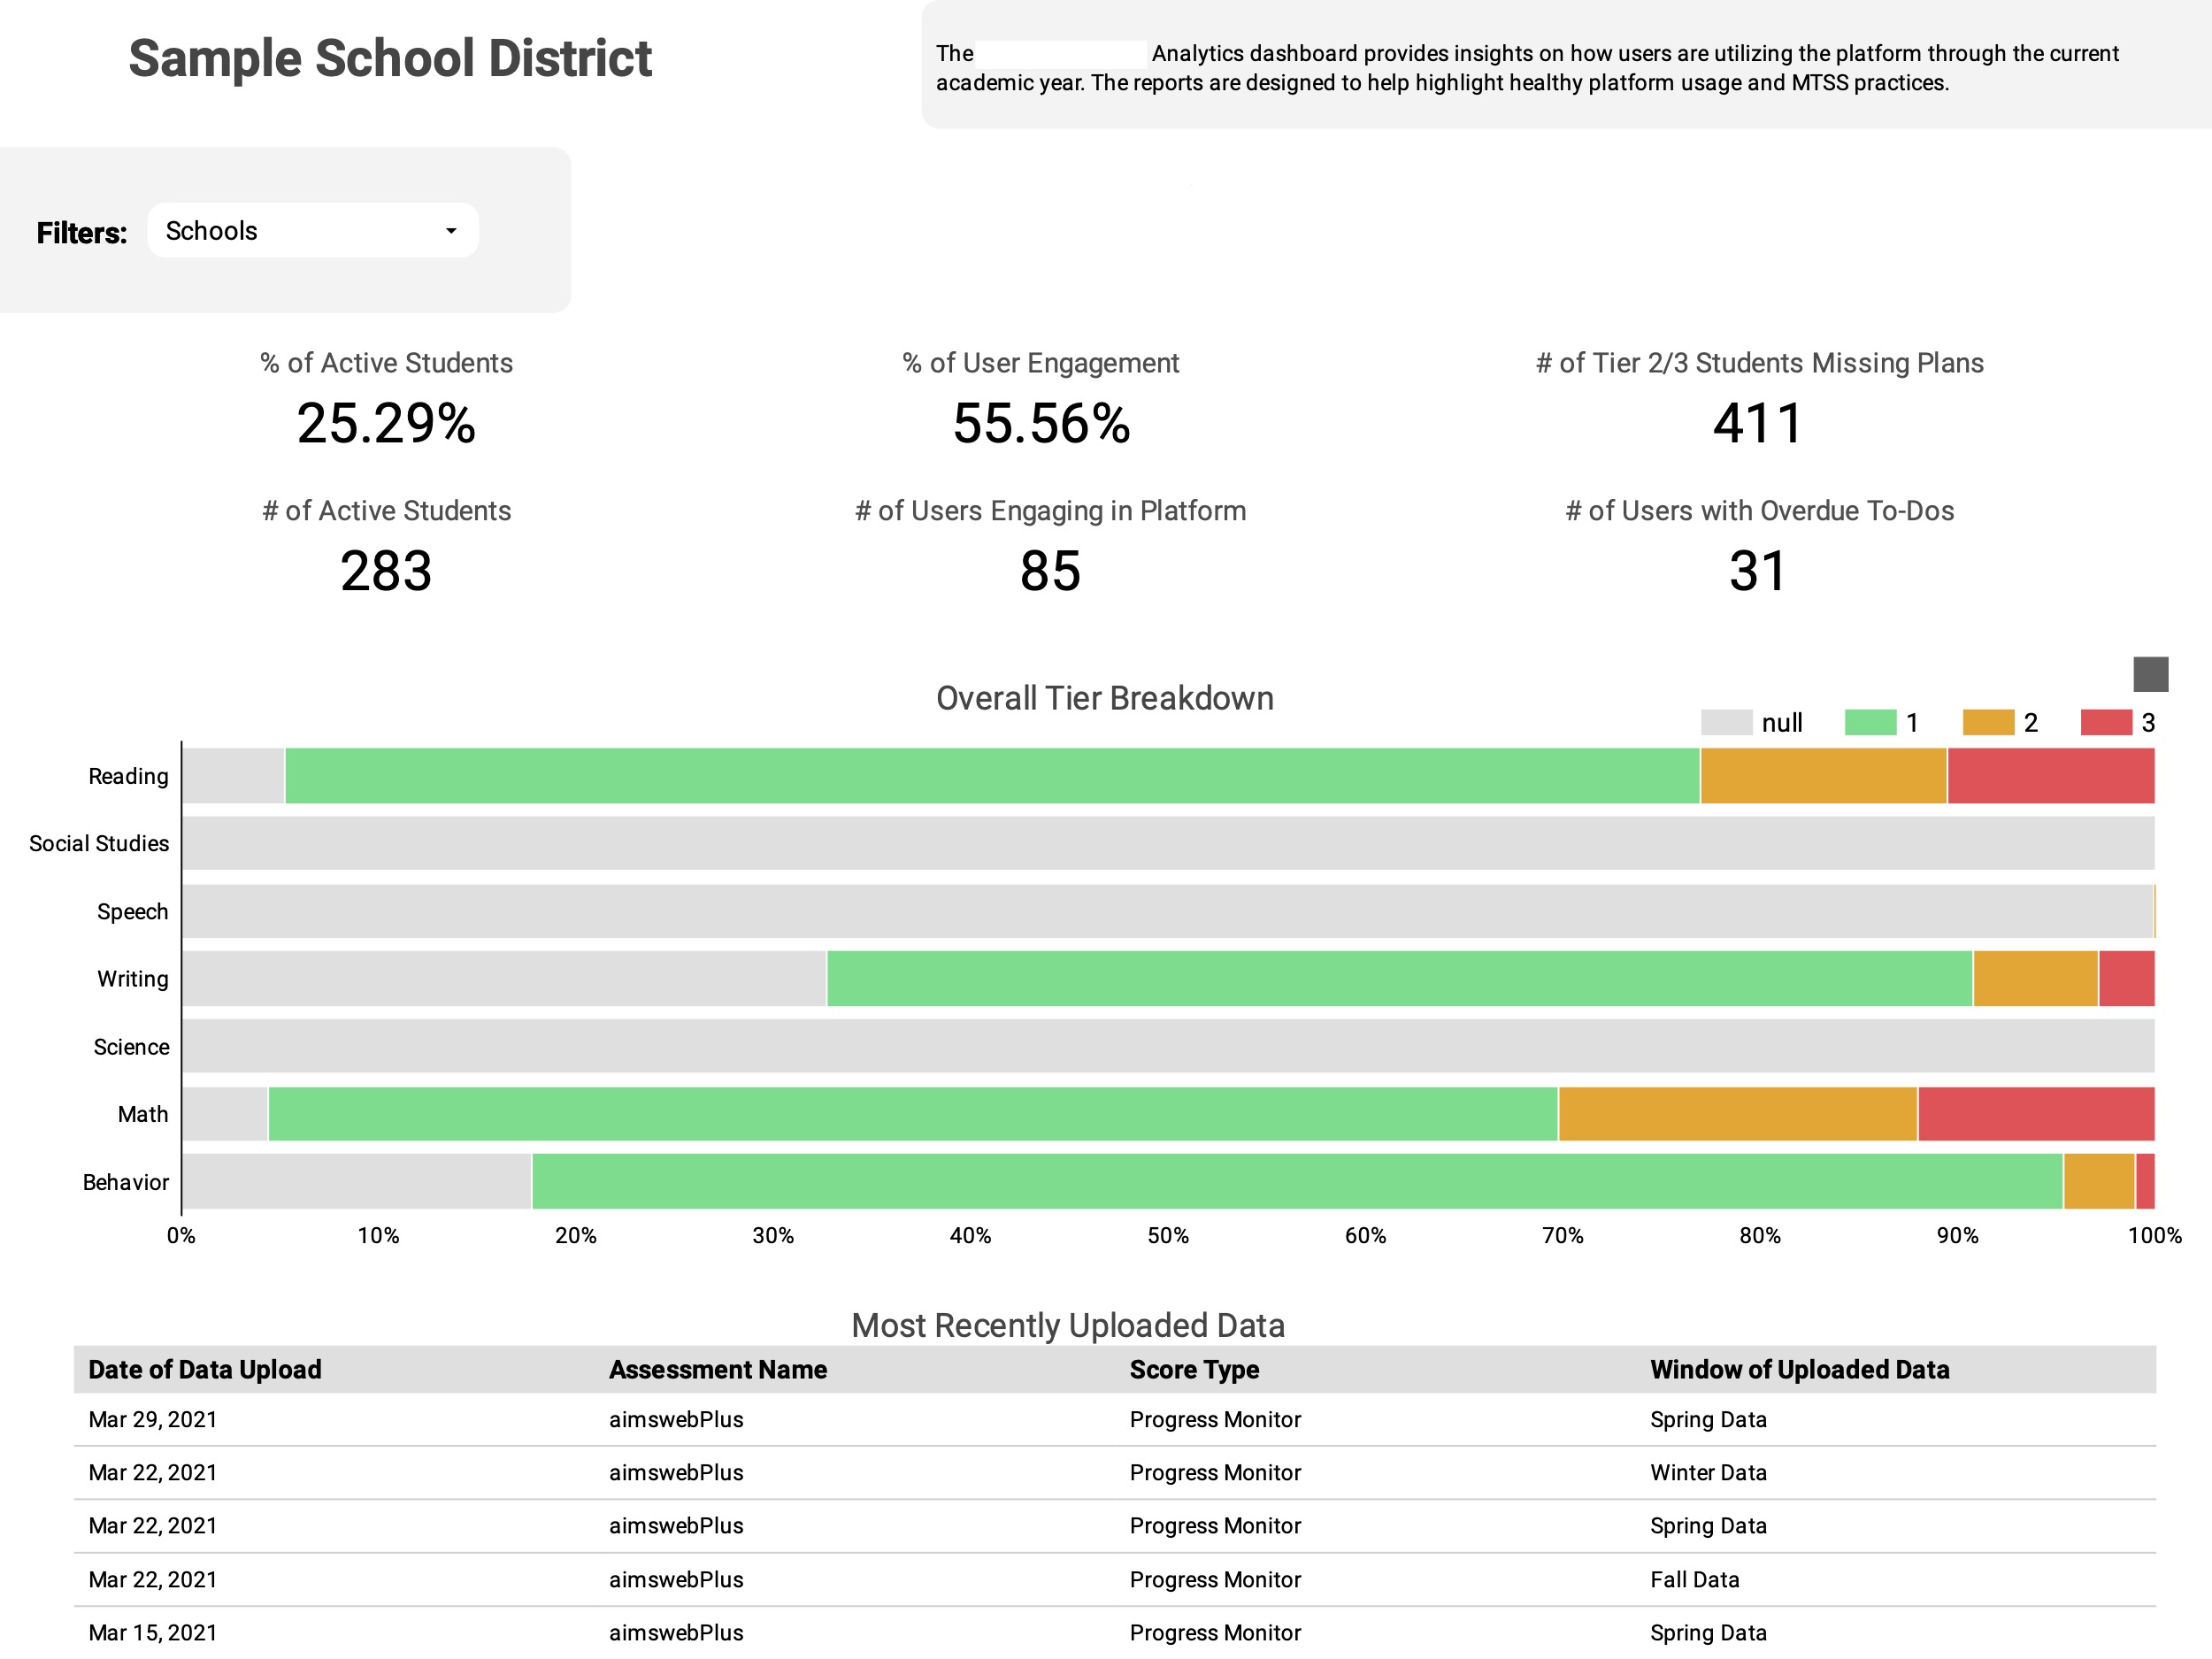 Sample School District
The Analytics dashboard provides insights on how users are utilizing the platform through the current
academic year. The reports are designed to help highlight healthy platform usage and MTSS practices.
Filters: Schools
% of Active Students
25.29%
% of User Engagement
55.56%
# of Tier 2/3 Students Missing Plans
411
# of Active Students
283
# of Users Engaging in Platform
85
# of Users with Overdue To-Dos
31
Overall Tier Breakdown
null 1 2 3
Reading
Social Studies
Speech
Writing
Science
Math
Behavior
0% 10% 20% 30% 40% 50% 60% 70% 80% 90% 100%
Most Recently Uploaded Data
Date of Data Upload Assessment Name Score Type Window of Uploaded Data
Mar 29, 2021 aimswebPlus Progress Monitor Spring Data
Mar 22, 2021 aimswebPlus Progress Monitor Winter Data
Mar 22, 2021 aimswebPlus Progress Monitor Spring Data
Mar 22, 2021 aimswebPlus Progress Monitor Fall Data
Mar 15, 2021 aimswebPlus Progress Monitor Spring Data